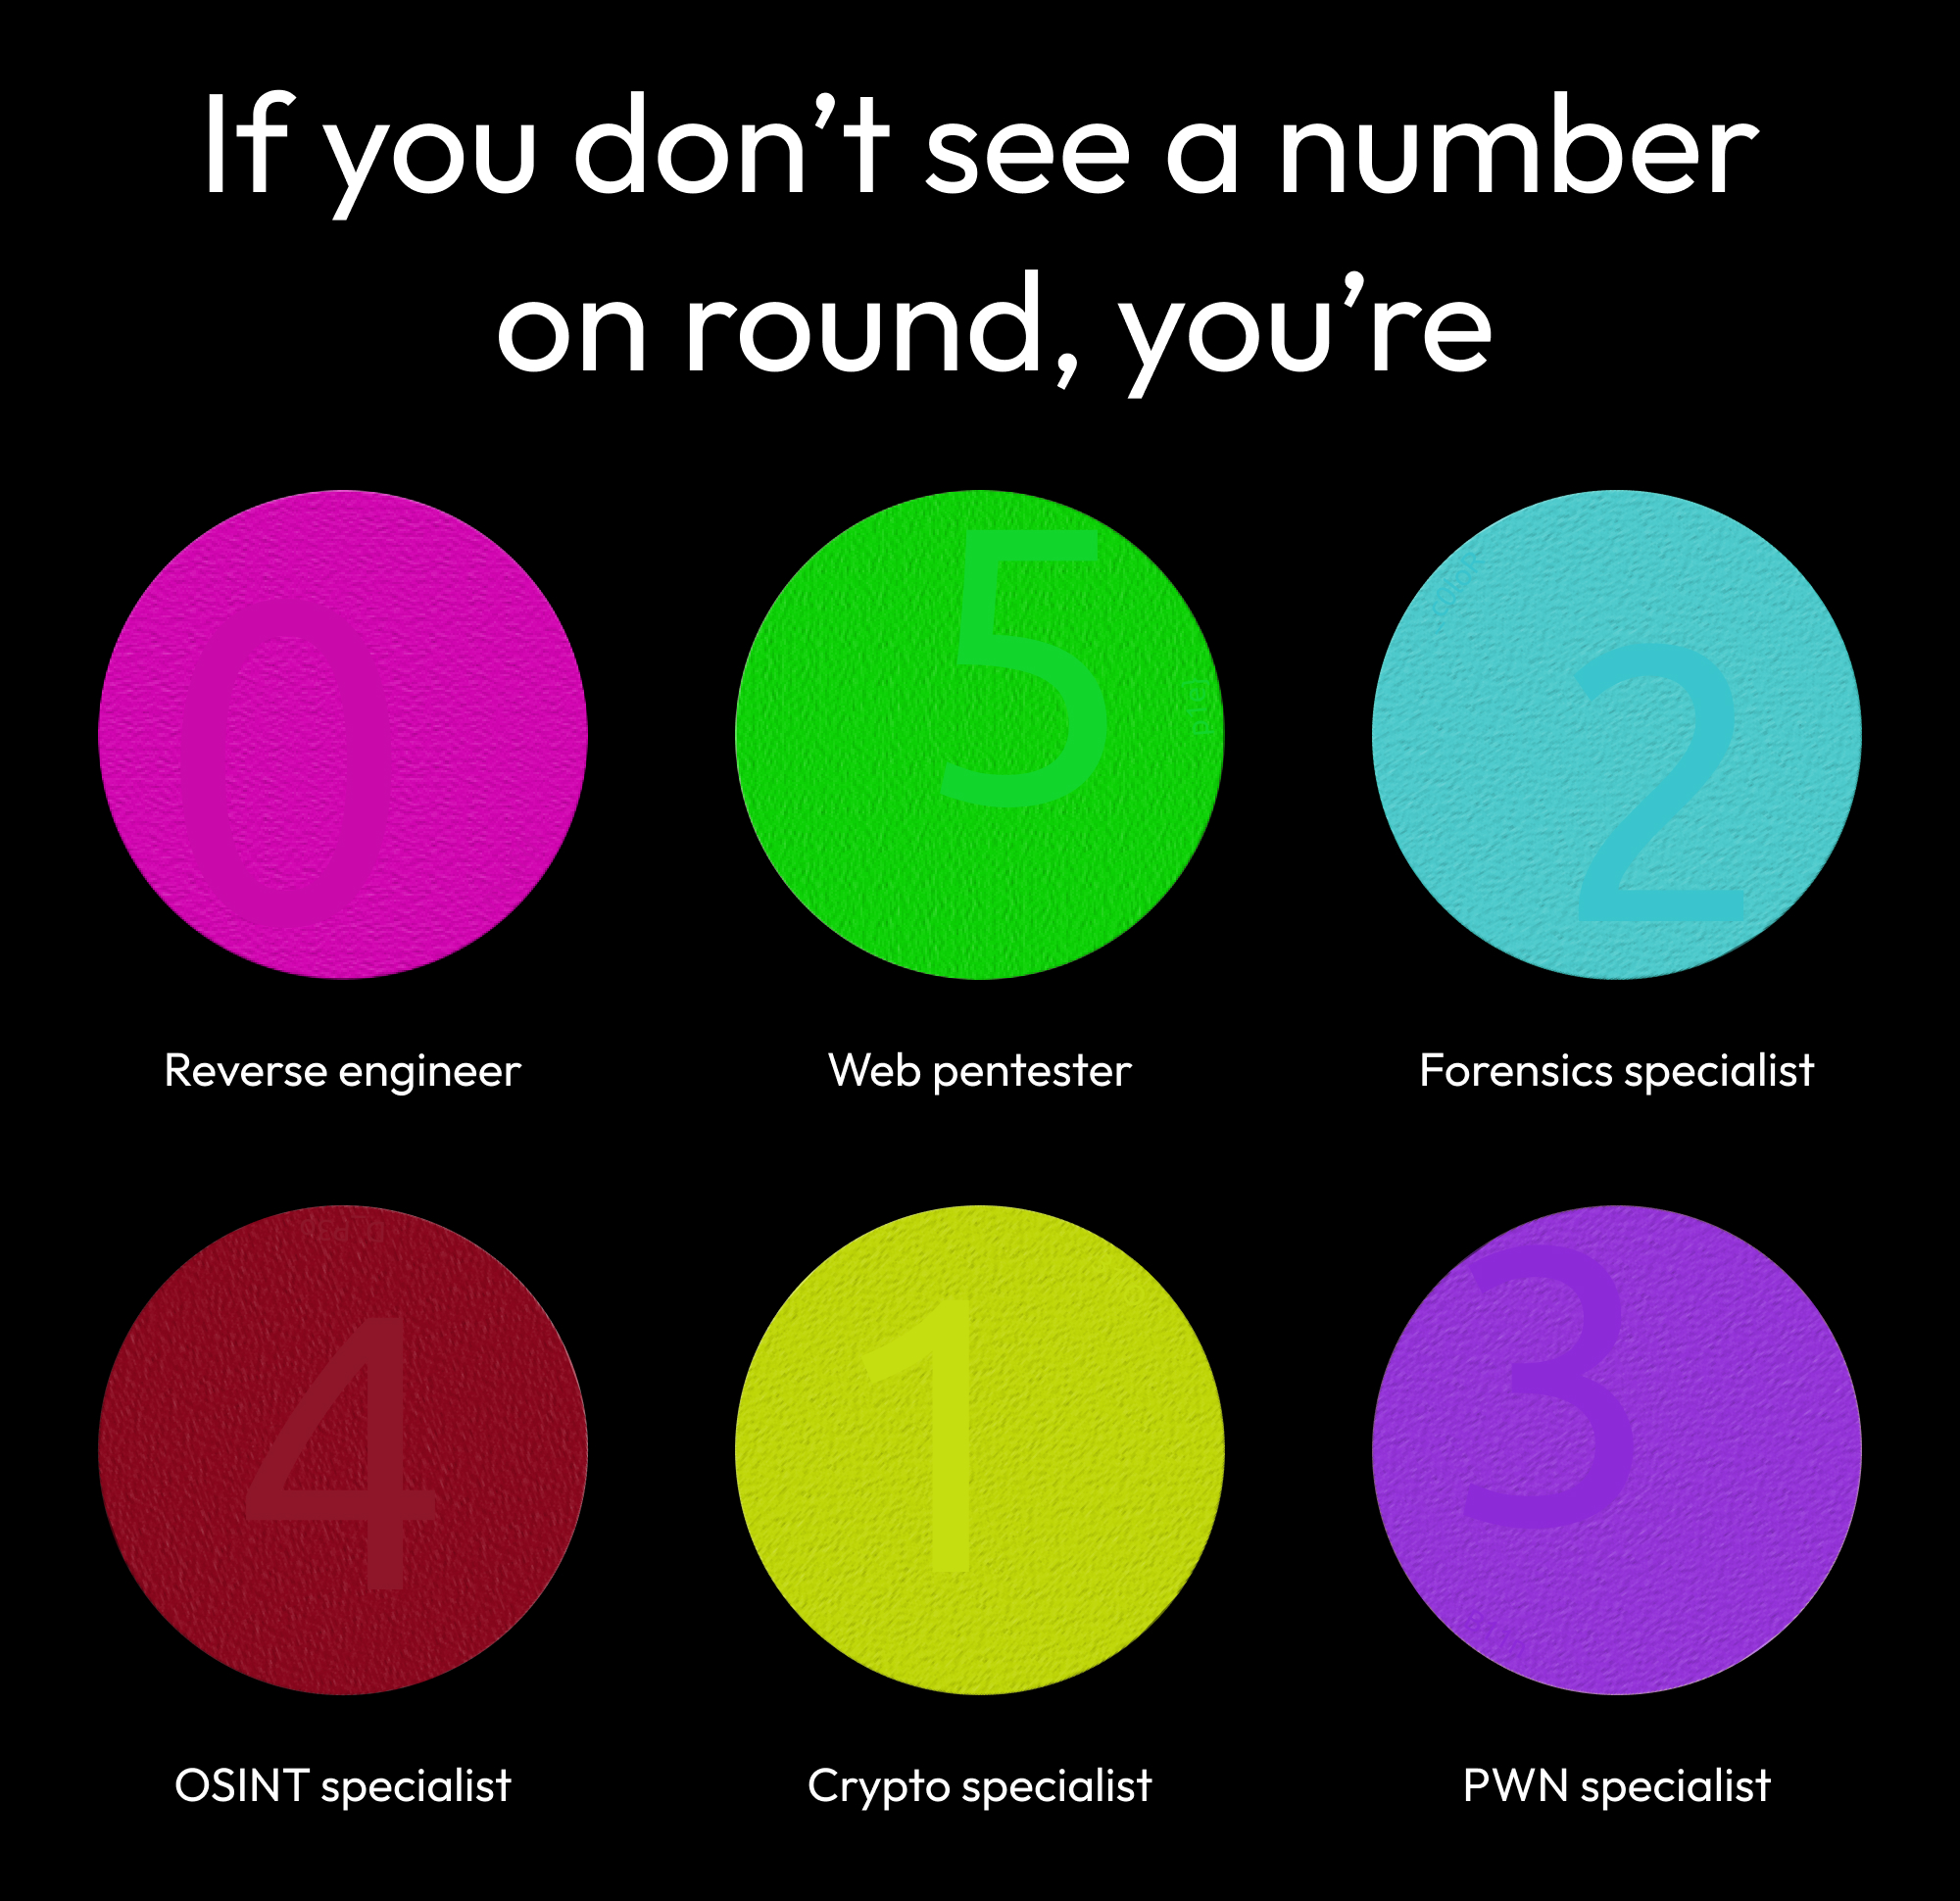 If you don’t see a number
on round, you’re
0 5 2
Reverse engineer Web pentester Forensics specialist
4 1 3
OSINT specialist Crypto specialist PWN specialist